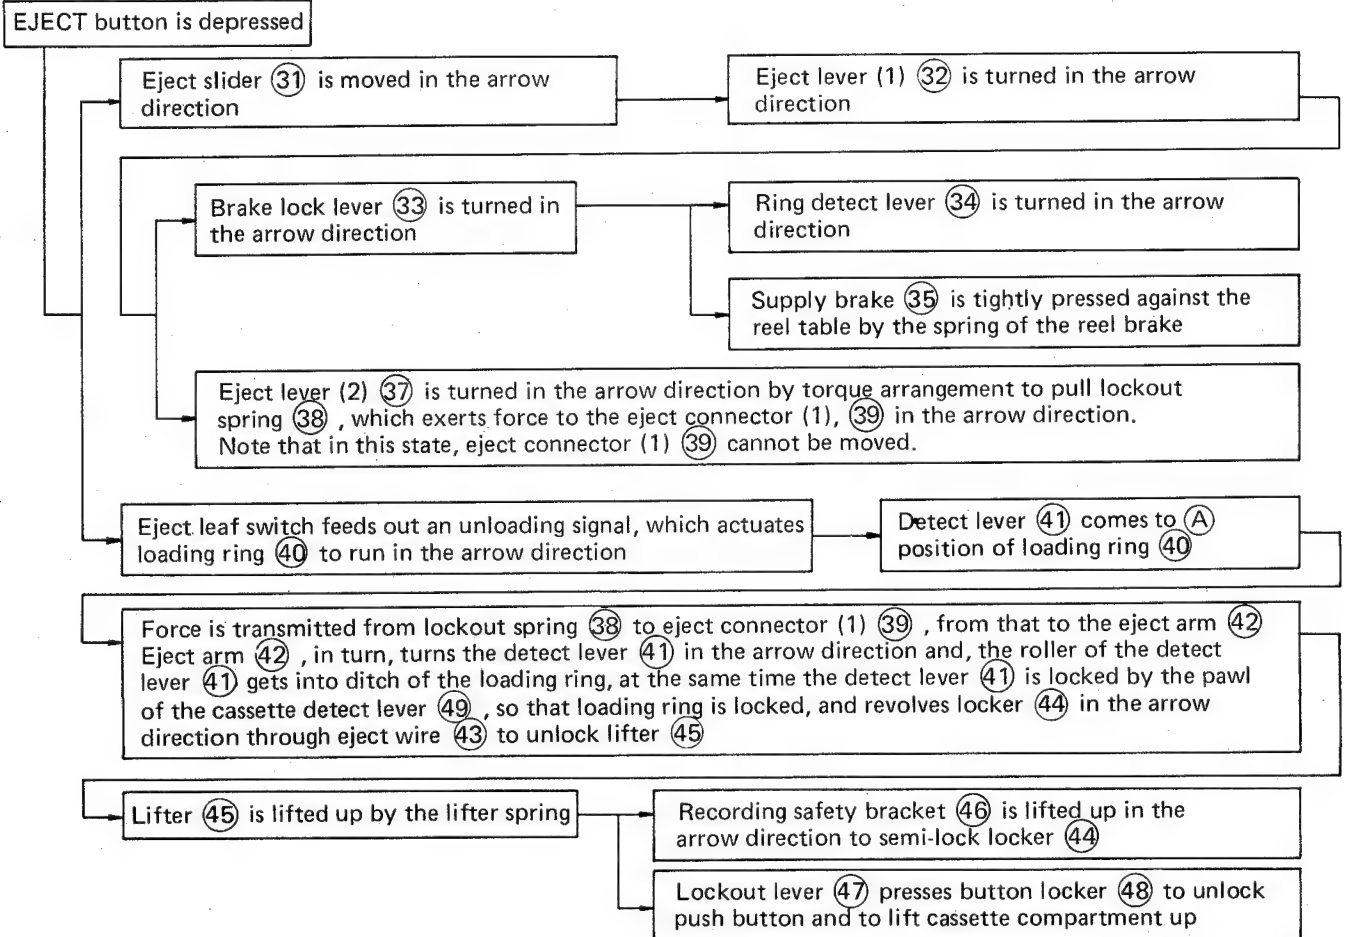 EJECT button is depressed
Eject slider 31 is moved in the arrow
direction
Eject lever (1) 32 is turned in the arrow
direction
Brake lock lever 33 is turned in
the arrow direction
Ring detect lever 34 is turned in the arrow
direction
Supply brake 35 is tightly pressed against the
reel table by the spring of the reel brake
Eject lever (2) 37 is turned in the arrow direction by torque arrangement to pull lockout
spring 38 , which exerts force to the eject connector (1), 39 in the arrow direction.
Note that in this state, eject connector (1) 39 cannot be moved.
Eject leaf switch feeds out an unloading signal, which actuates
loading ring 40 to run in the arrow direction
Detect lever 41 comes to A
position of loading ring 40
Force is transmitted from lockout spring 38 to eject connector (1) 39 , from that to the eject arm 42
Eject arm 42 , in turn, turns the detect lever 41 in the arrow direction and, the roller of the detect
lever 41 gets into ditch of the loading ring, at the same time the detect lever 41 is locked by the pawl
of the cassette detect lever 49 , so that loading ring is locked, and revolves locker 44 in the arrow
direction through eject wire 43 to unlock lifter 45
Lifter 45 is lifted up by the lifter spring
Recording safety bracket 46 is lifted up in the
arrow direction to semi-lock locker 44
Lockout lever 47 presses button locker 48 to unlock
push button and to lift cassette compartment up